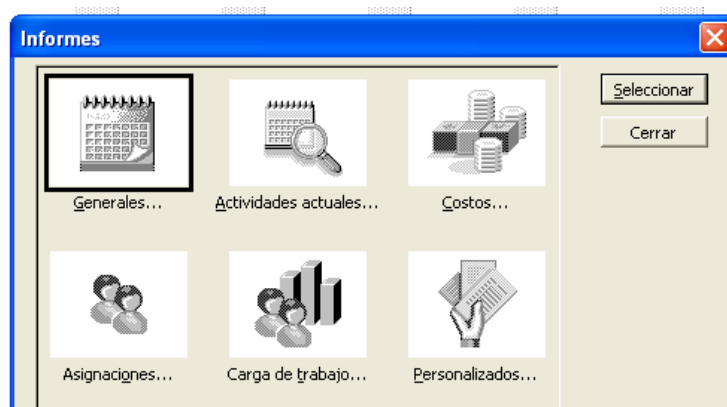 Informes
Seleccionar
Cerrar
Generales...
Actividades actuales...
Costos...
Asignaciones...
Carga de trabajo...
Personalizados...